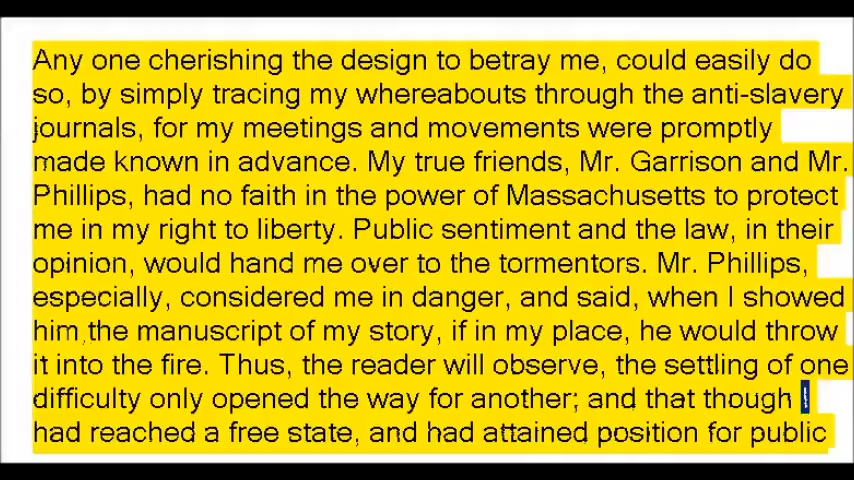 Any one cherishing the design to betray me, could easily do
so, by simply tracing my whereabouts through the anti-slavery
journals, for my meetings and movements were promptly
made known in advance. My true friends, Mr. Garrison and Mr.
Phillips, had no faith in the power of Massachusetts to protect
me in my right to liberty. Public sentiment and the law, in their
opinion, would hand me over to the tormentors. Mr. Phillips,
especially, considered me in danger, and said, when I showed
him the manuscript of my story, if in my place, he would throw
it into the fire. Thus, the reader will observe, the settling of one
difficulty only opened the way for another; and that though I
had reached a free state, and had attained position for public